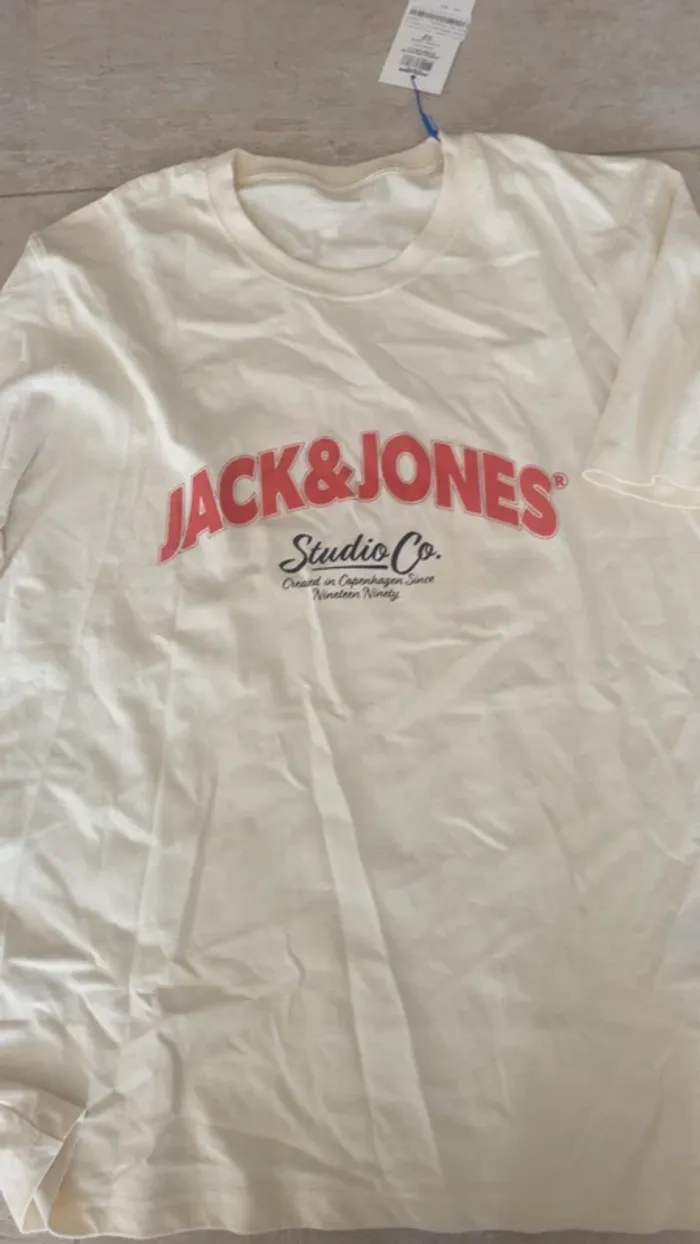 JACK&JONES®
Studio Co.
Created in Copenhagen Since
Nineteen Ninety